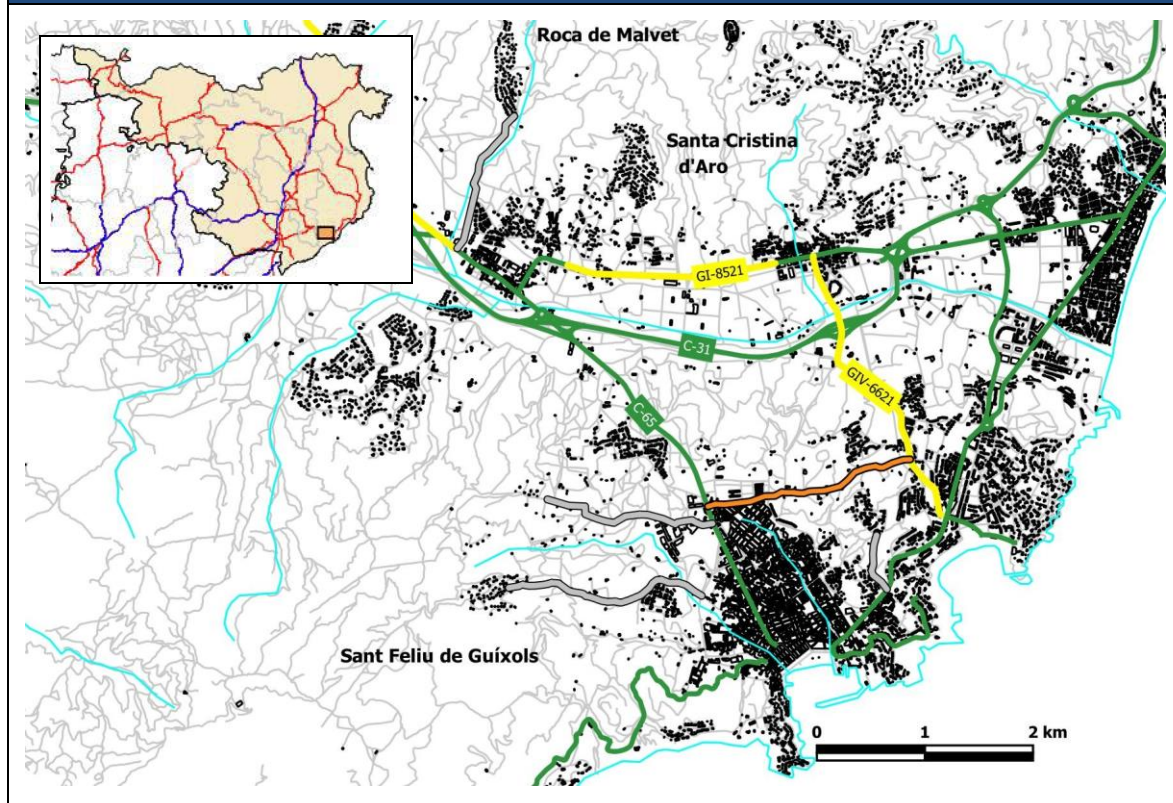 Roca de Malvet
Santa Cristina
d'Aro
GI-8521
C-31
GIV-6621
C-65
Sant Feliu de Guíxols
0 1 2 km